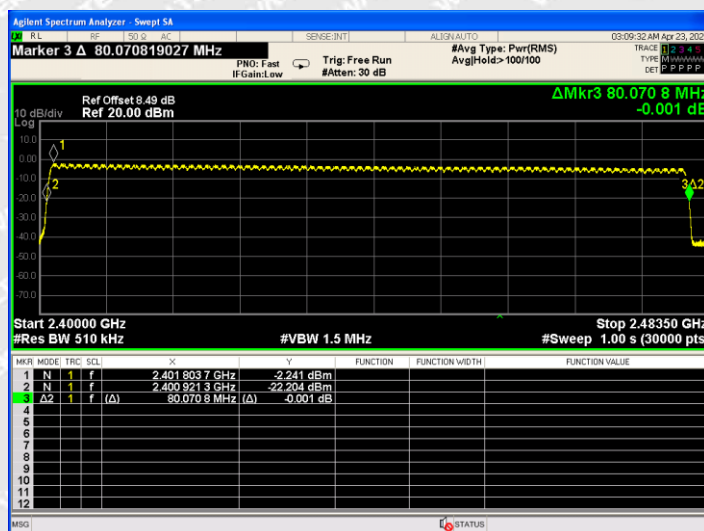 Agilent Spectrum Analyzer - Swept SA
RL RF 50 Ω AC SENSE:INT ALIGNAUTO 03:09:32 AM Apr 23, 202
Marker 3 Δ 80.070819027 MHz
PNO: Fast
IFGain:Low
Trig: Free Run
#Atten: 30 dB
#Avg Type: Pwr(RMS)
Avg|Hold:>100/100
TRACE 1 2 3 4 5
TYPE M
DET P P P P P
ΔMkr3 80.070 8 MHz
-0.001 dB
Ref Offset 8.49 dB
10 dB/div Ref 20.00 dBm
Log
10.0
0.00
-10.0
-20.0
-30.0
-40.0
-50.0
-60.0
-70.0
1
2
3Δ2
Start 2.40000 GHz Stop 2.48350 GHz
#Res BW 510 kHz #VBW 1.5 MHz #Sweep 1.00 s (30000 pts
MKR MODE TRC SCL X Y FUNCTION FUNCTION WIDTH FUNCTION VALUE
1 N 1 f 2.401 803 7 GHz -2.241 dBm
2 N 1 f 2.400 921 3 GHz -22.204 dBm
3 Δ2 1 f (Δ) 80.070 8 MHz (Δ) -0.001 dB
4
5
6
7
8
9
10
11
12
MSG STATUS